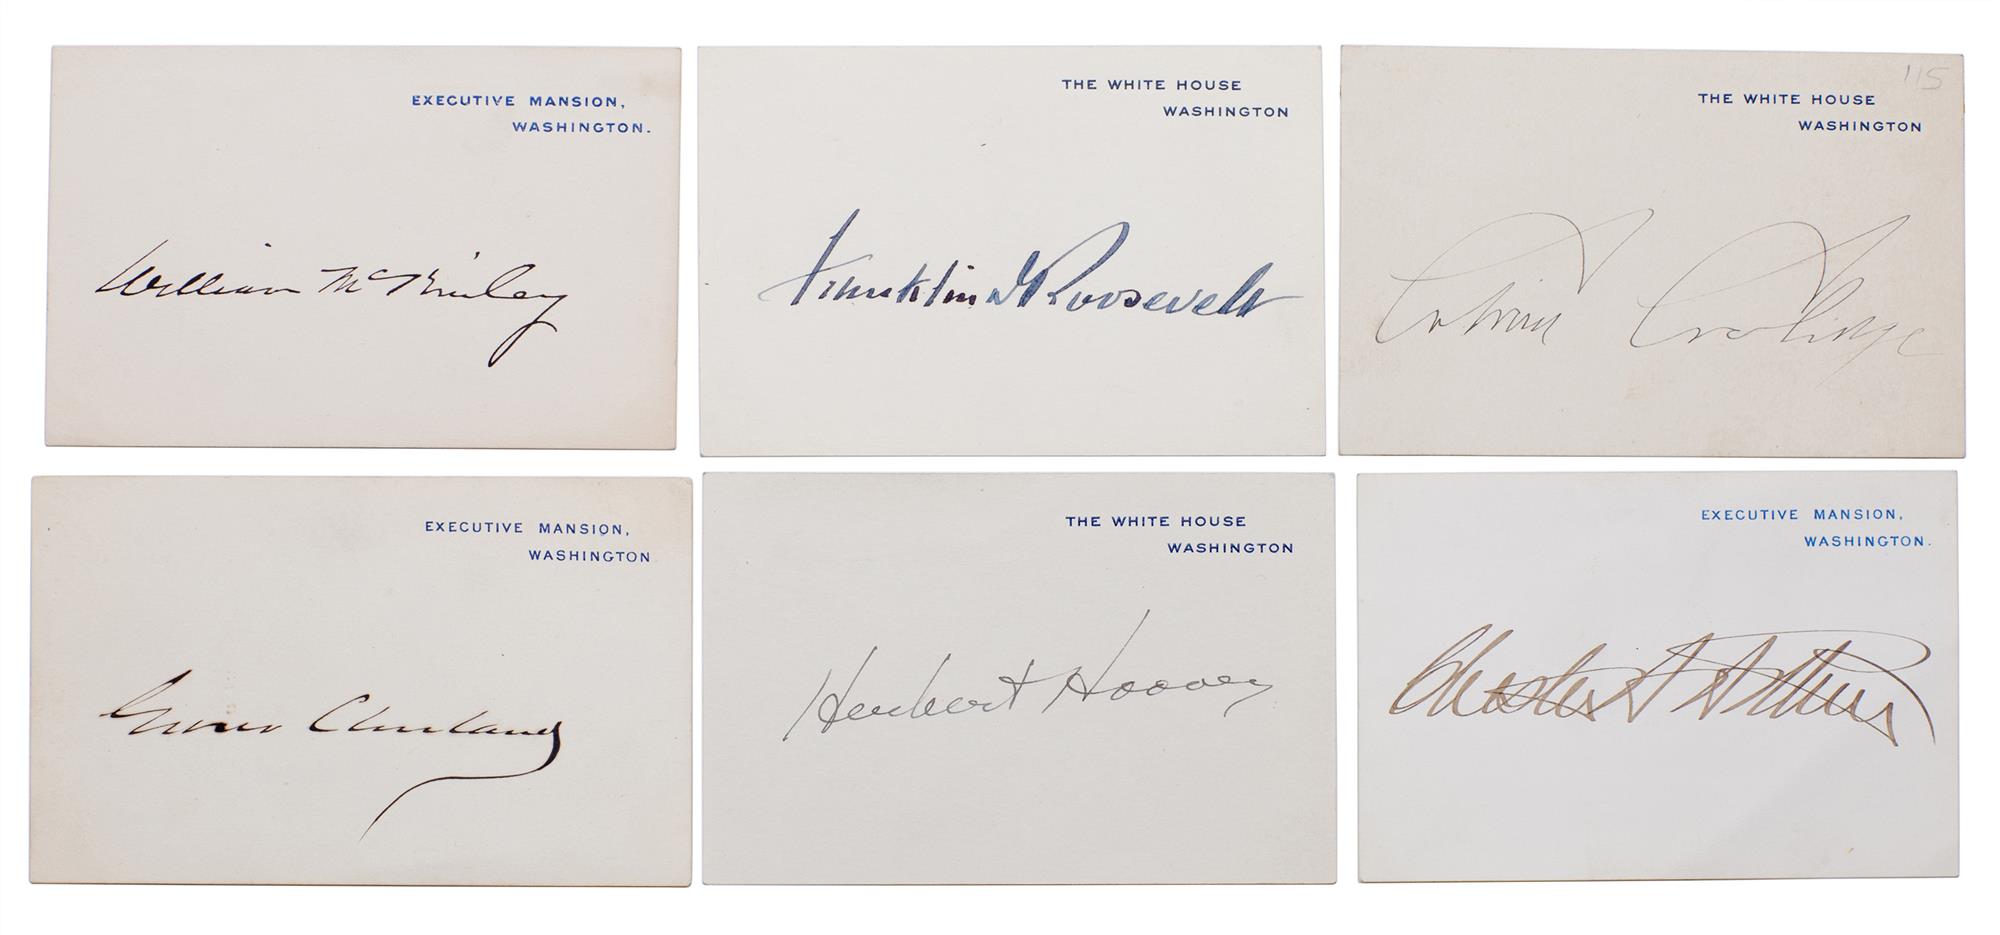 EXECUTIVE MANSION,
WASHINGTON.
William McKinley
THE WHITE HOUSE
WASHINGTON
Franklin D Roosevelt
115
THE WHITE HOUSE
WASHINGTON
Calvin Coolidge
EXECUTIVE MANSION,
WASHINGTON
Grover Cleveland
THE WHITE HOUSE
WASHINGTON
Herbert Hoover
EXECUTIVE MANSION,
WASHINGTON.
Chester A Arthur